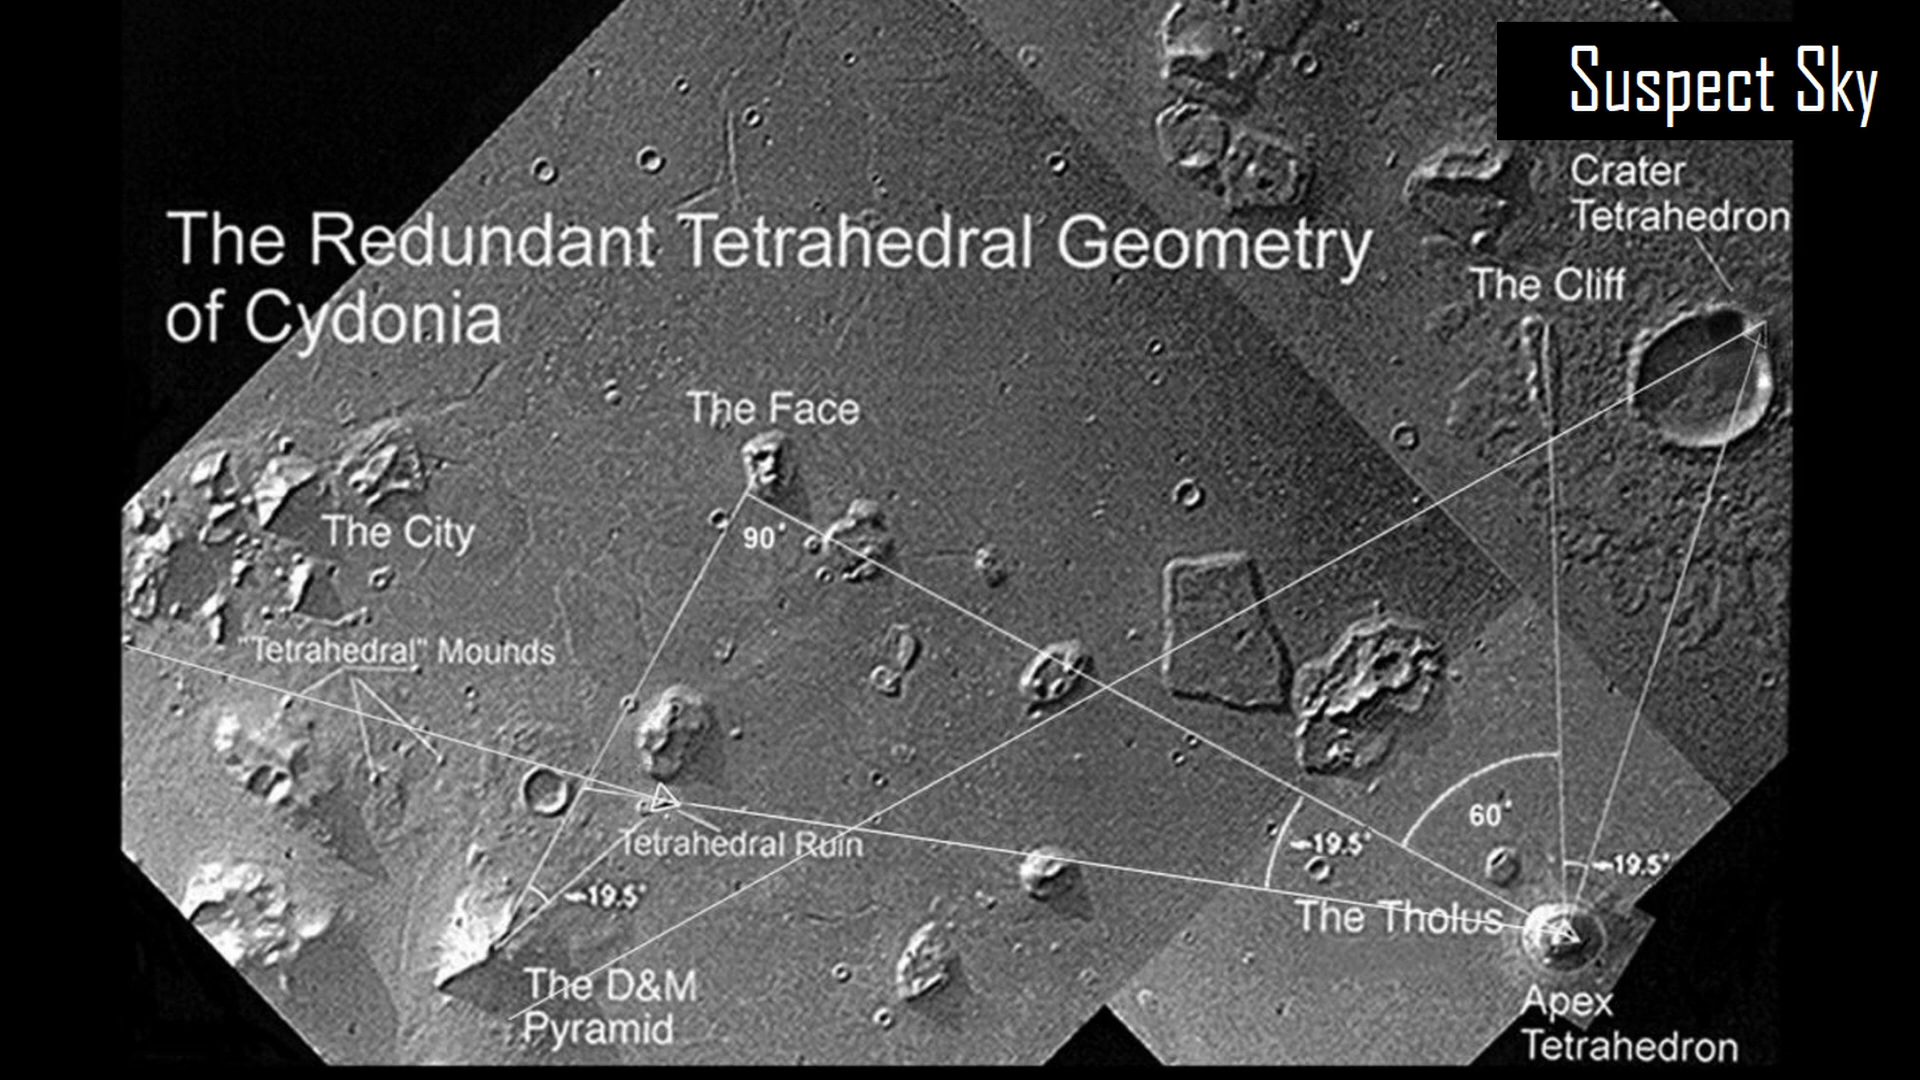 Suspect Sky
Crater
Tetrahedron
The Redundant Tetrahedral Geometry
of Cydonia
The Cliff
The Face
The City
90°
"Tetrahedral" Mounds
60°
~19.5°
~19.5°
Tetrahedral Ruin
~19.5°
The Tholus
The D&M
Pyramid
Apex
Tetrahedron